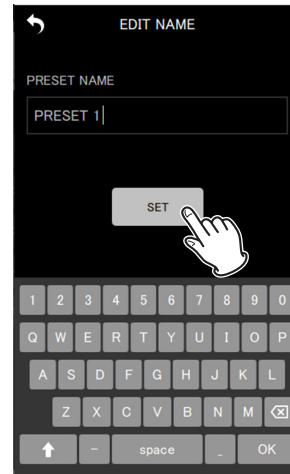 EDIT NAME
PRESET NAME
PRESET 1
SET
1 2 3 4 5 6 7 8 9 0
Q W E R T Y U I O P
A S D F G H J K L
Z X C V B N M
- space _ OK